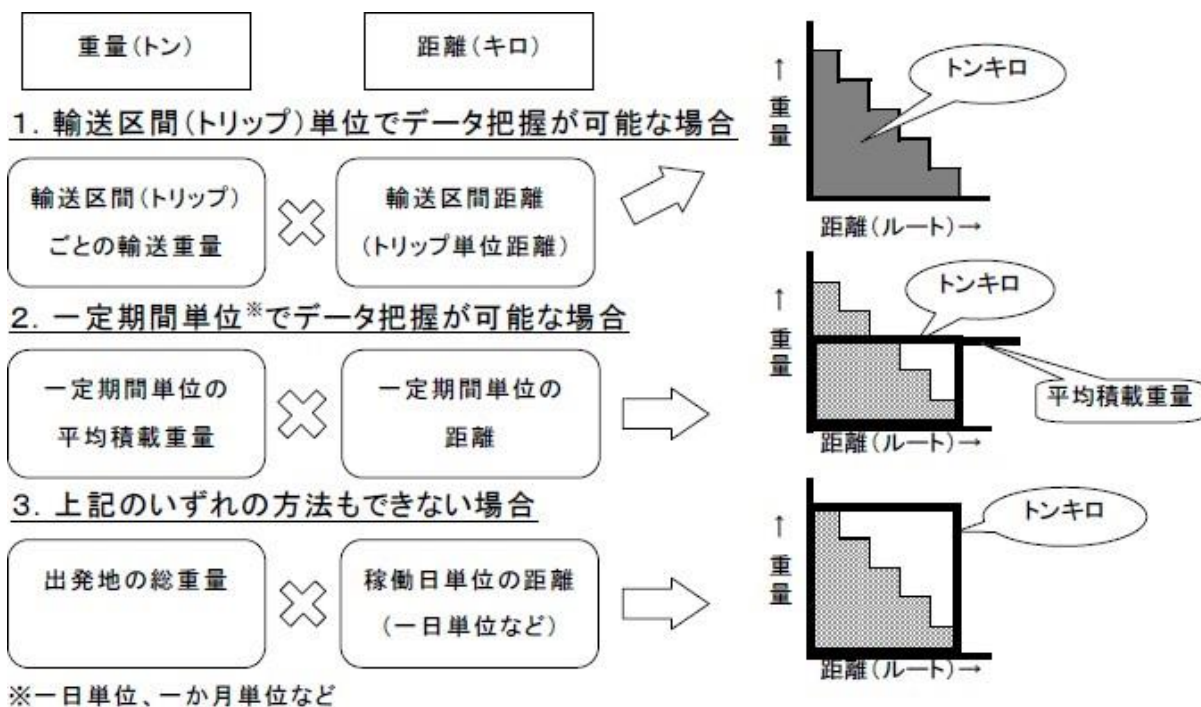 重量(トン)
距離(キロ)
↑
重
量
トンキロ
距離(ルート)→
1. 輸送区間(トリップ)単位でデータ把握が可能な場合
輸送区間(トリップ)
ごとの輸送重量
輸送区間距離
(トリップ単位距離)
2. 一定期間単位※でデータ把握が可能な場合
一定期間単位の
平均積載重量
一定期間単位の
距離
↑
重
量
トンキロ
平均積載重量
距離(ルート)→
3. 上記のいずれの方法もできない場合
出発地の総重量
稼働日単位の距離
(一日単位など)
↑
重
量
トンキロ
距離(ルート)→
※一日単位、一か月単位など